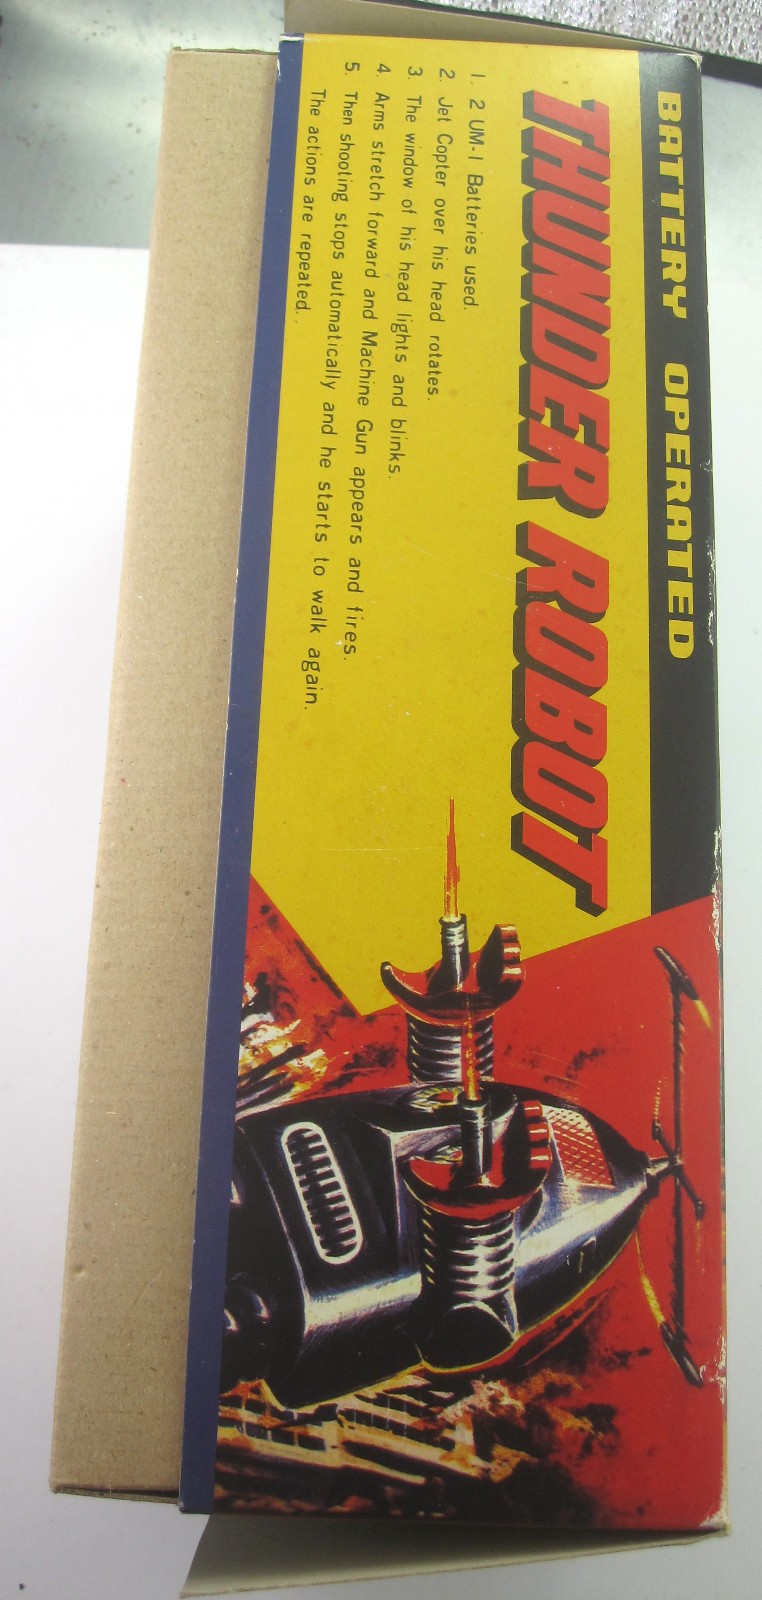 BATTERY OPERATED
THUNDER ROBOT
1. 2 UM-1 Batteries used.
2. Jet Copter over his head rotates.
3. The window of his head lights and blinks.
4. Arms stretch forward and Machine Gun appears and fires.
5. Then shooting stops automatically and he starts to walk again.
The actions are repeated.